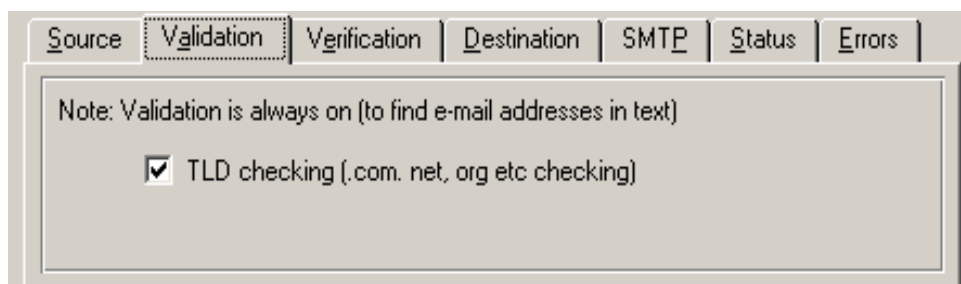 Source Validation Verification Destination SMTP Status Errors
Note: Validation is always on (to find e-mail addresses in text)
TLD checking (.com. net, org etc checking)